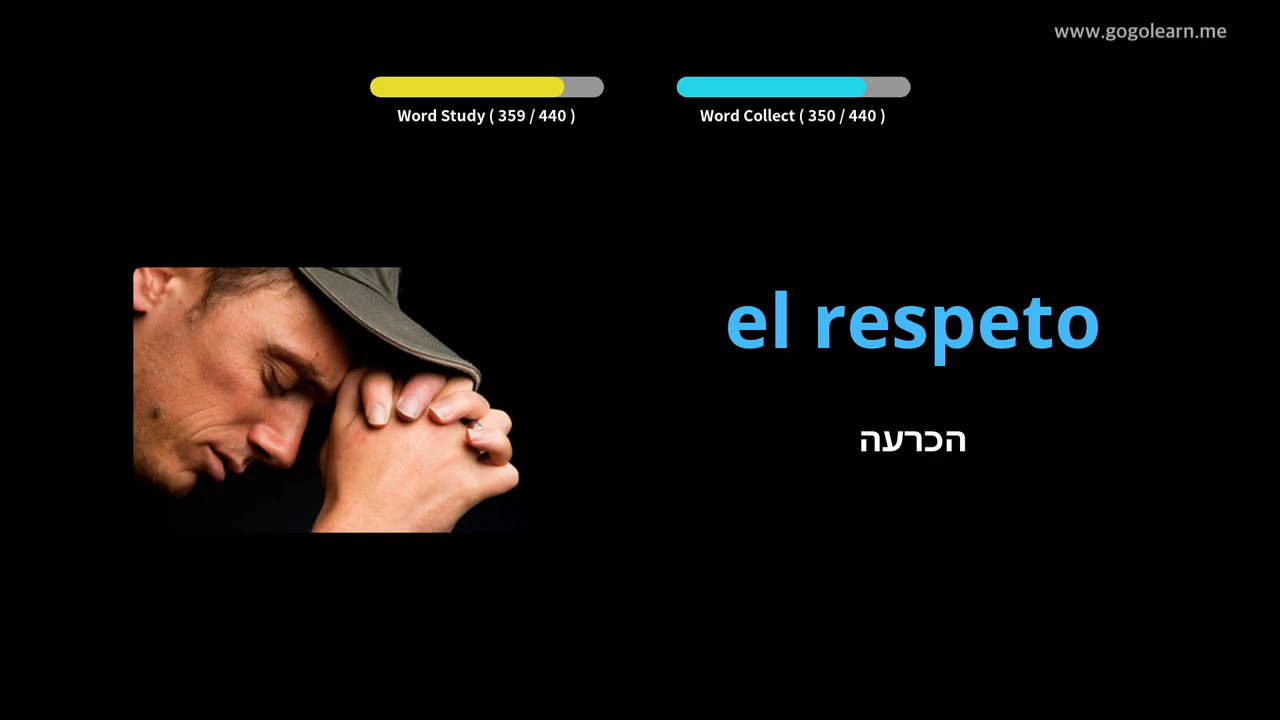 www.gogolearn.me
Word Study ( 359 / 440 )
Word Collect ( 350 / 440 )
el respeto
הכרעה